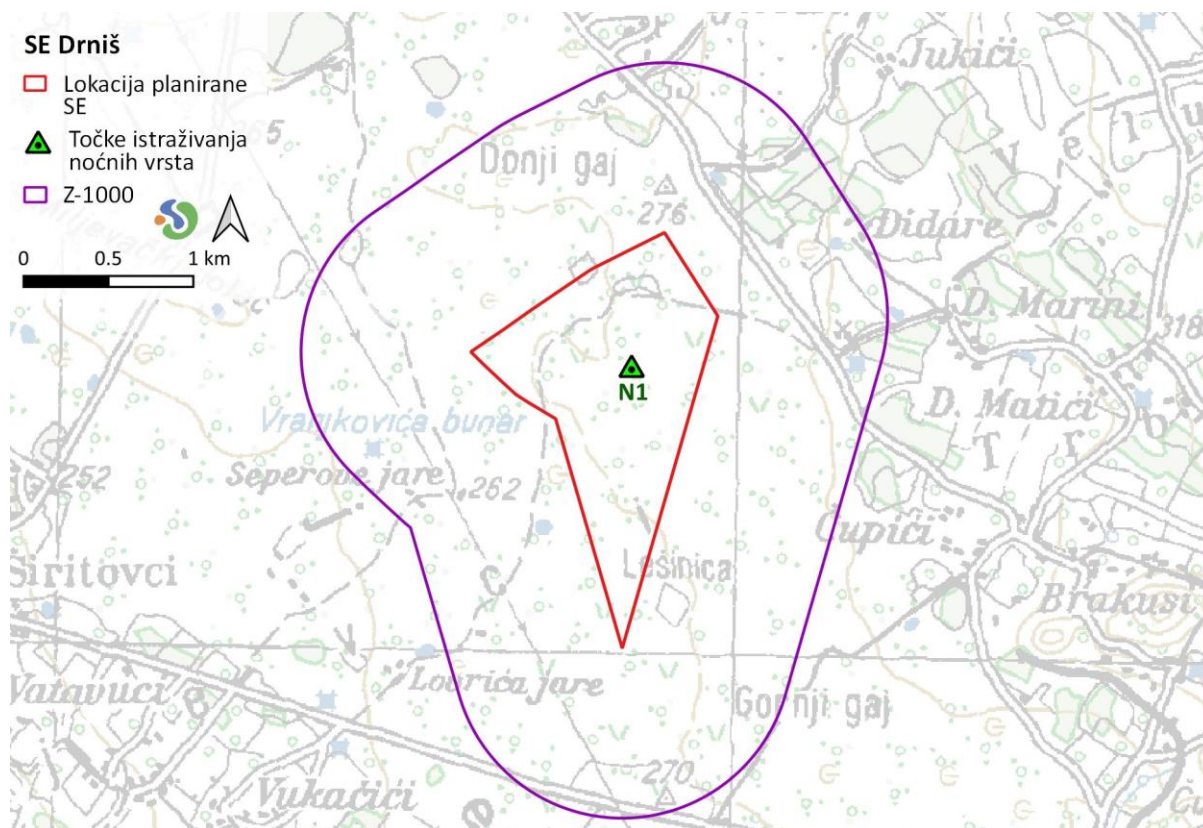 SE Drniš
Lokacija planirane
SE
Točke istraživanja
noćnih vrsta
Z-1000
0 0.5 1 km
Jukići
Donji gaj
276
Didare
D. Marini
318
N1
D. Matići
Vranjkovića bunar
Šeperove jare
262
252
Čupići
Siritovci
Lešinica
Brakusi
Lovrića jare
Vatavuci
Gornji gaj
270
Vukačići